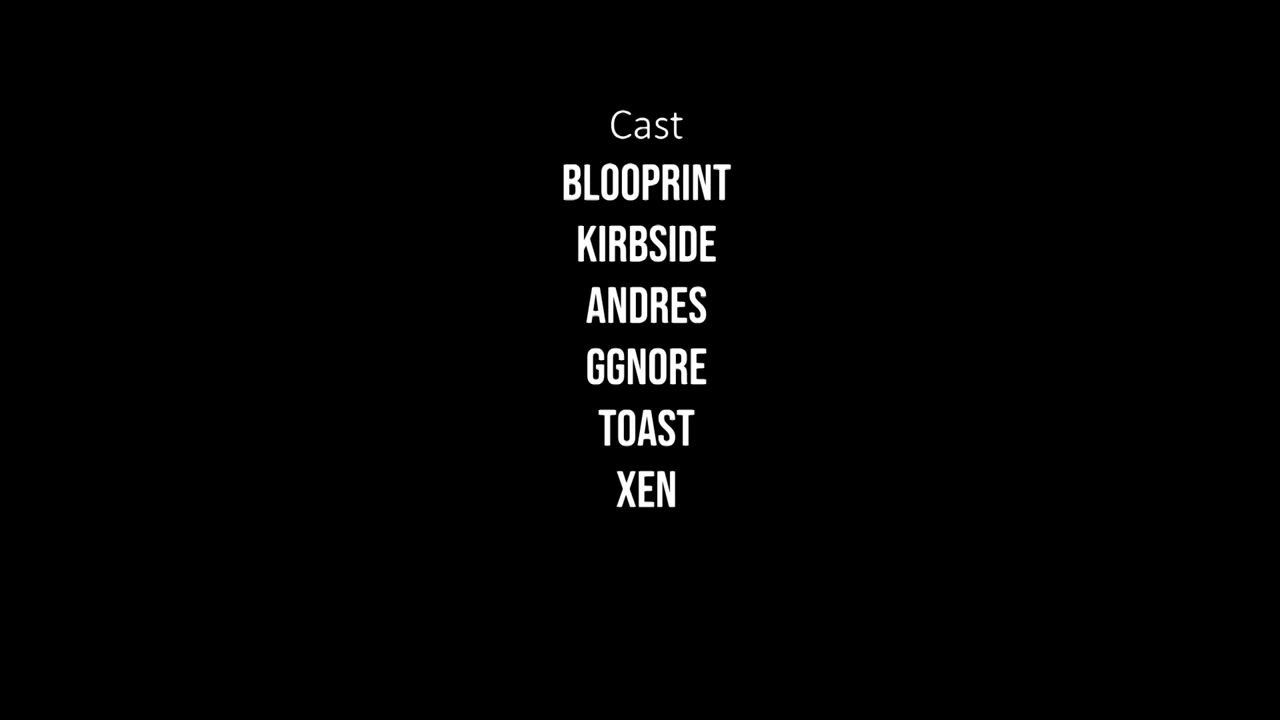 Cast
BLOOPRINT
KIRBSIDE
ANDRES
GGNORE
TOAST
XEN